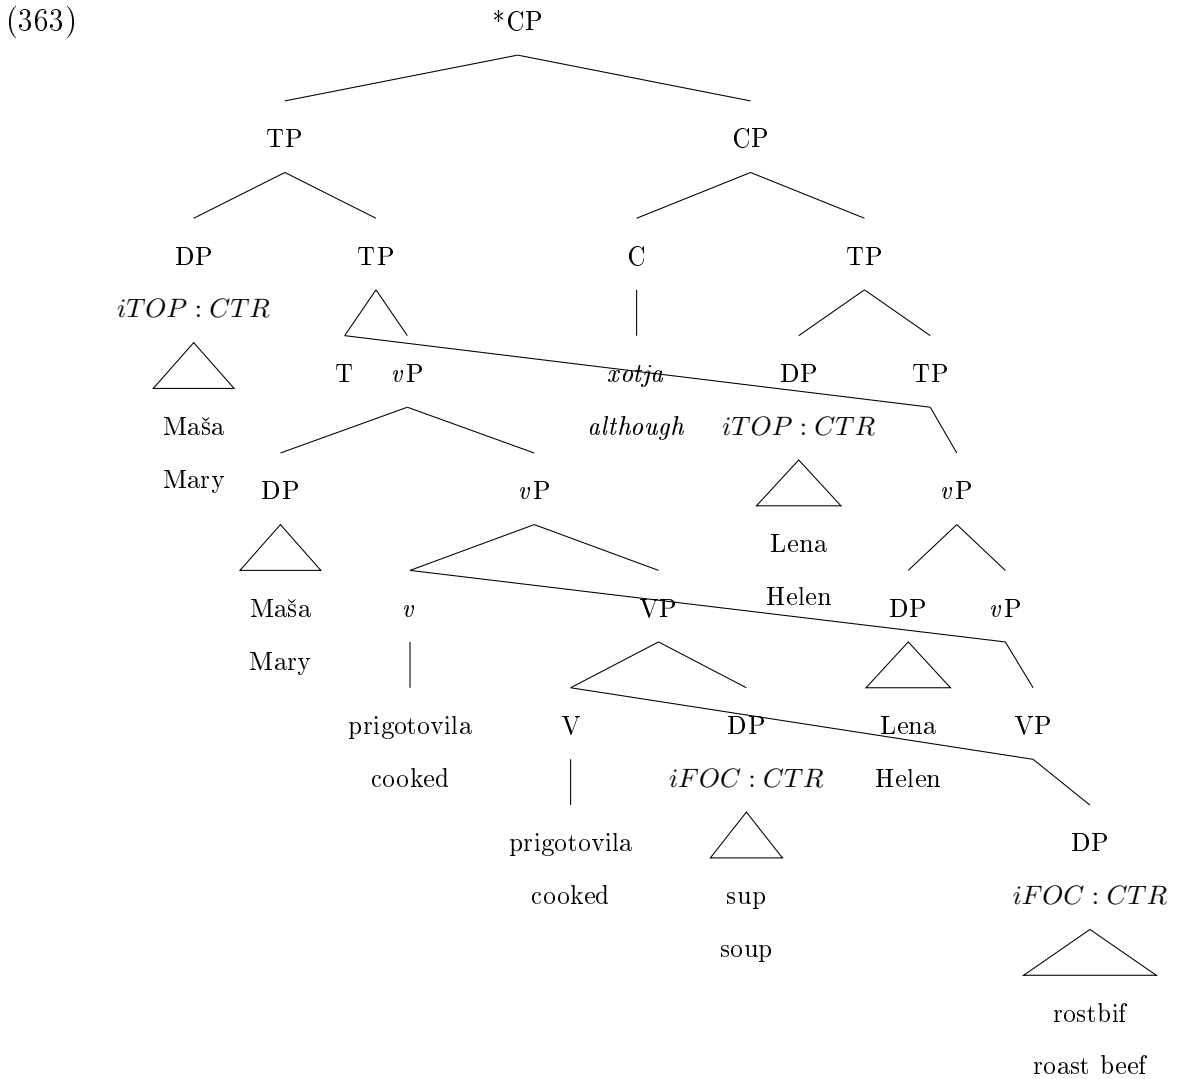 (363)
*CP
TP CP
DP TP C TP
iTOP : CTR
T vP xotja DP TP
Maša although iTOP : CTR
Mary DP vP vP
Lena
Maša v VP Helen DP vP
Mary
prigotovila V DP Lena VP
cooked iFOC : CTR Helen
prigotovila DP
cooked sup iFOC : CTR
soup
rostbif
roast beef